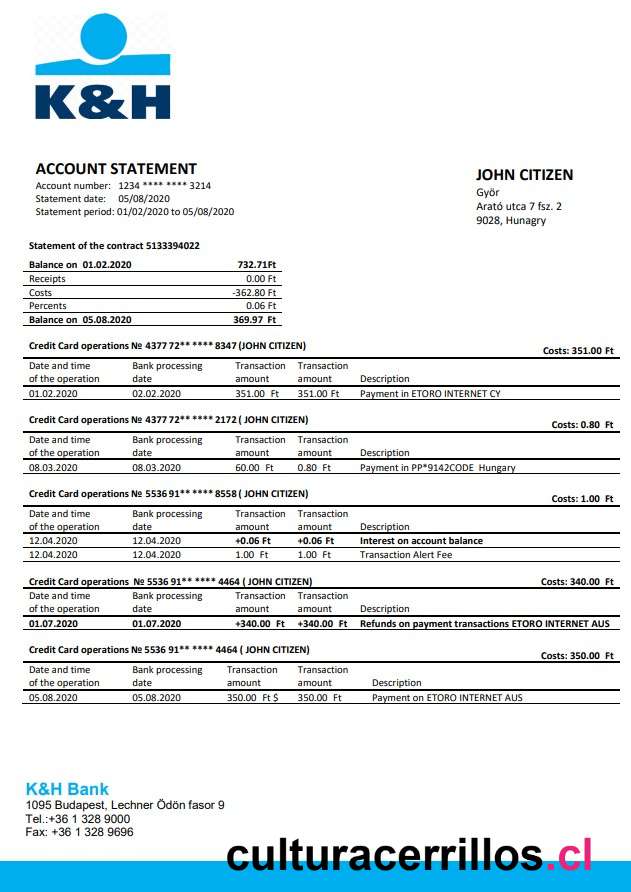 K&H
ACCOUNT STATEMENT
Account number: 1234 **** **** 3214
Statement date: 05/08/2020
Statement period: 01/02/2020 to 05/08/2020
JOHN CITIZEN
Györ
Arató utca 7 fsz. 2
9028, Hunagry
Statement of the contract 5133394022
Balance on 01.02.2020 732.71Ft
Receipts 0.00 Ft
Costs -362.80 Ft
Percents 0.06 Ft
Balance on 05.08.2020 369.97 Ft
Credit Card operations № 4377 72** **** 8347 (JOHN CITIZEN) Costs: 351.00 Ft
Date and time Bank processing Transaction Transaction
of the operation date amount amount Description
01.02.2020 02.02.2020 351.00 Ft 351.00 Ft Payment in ETORO INTERNET CY
Credit Card operations № 4377 72** **** 2172 ( JOHN CITIZEN) Costs: 0.80 Ft
Date and time Bank processing Transaction Transaction
of the operation date amount amount Description
08.03.2020 08.03.2020 60.00 Ft 0.80 Ft Payment in PP*9142CODE Hungary
Credit Card operations № 5536 91** **** 8558 ( JOHN CITIZEN) Costs: 1.00 Ft
Date and time Bank processing Transaction Transaction
of the operation date amount amount Description
12.04.2020 12.04.2020 +0.06 Ft +0.06 Ft Interest on account balance
12.04.2020 12.04.2020 1.00 Ft 1.00 Ft Transaction Alert Fee
Credit Card operations № 5536 91** **** 4464 ( JOHN CITIZEN) Costs: 340.00 Ft
Date and time Bank processing Transaction Transaction
of the operation date amount amount Description
01.07.2020 01.07.2020 +340.00 Ft +340.00 Ft Refunds on payment transactions ETORO INTERNET AUS
Credit Card operations № 5536 91** **** 4464 ( JOHN CITIZEN) Costs: 350.00 Ft
Date and time Bank processing Transaction Transaction
of the operation date amount amount Description
05.08.2020 05.08.2020 350.00 Ft $ 350.00 Ft Payment on ETORO INTERNET AUS
K&H Bank
1095 Budapest, Lechner Ödön fasor 9
Tel.:+36 1 328 9000
Fax: +36 1 328 9696
culturacerrillos.cl